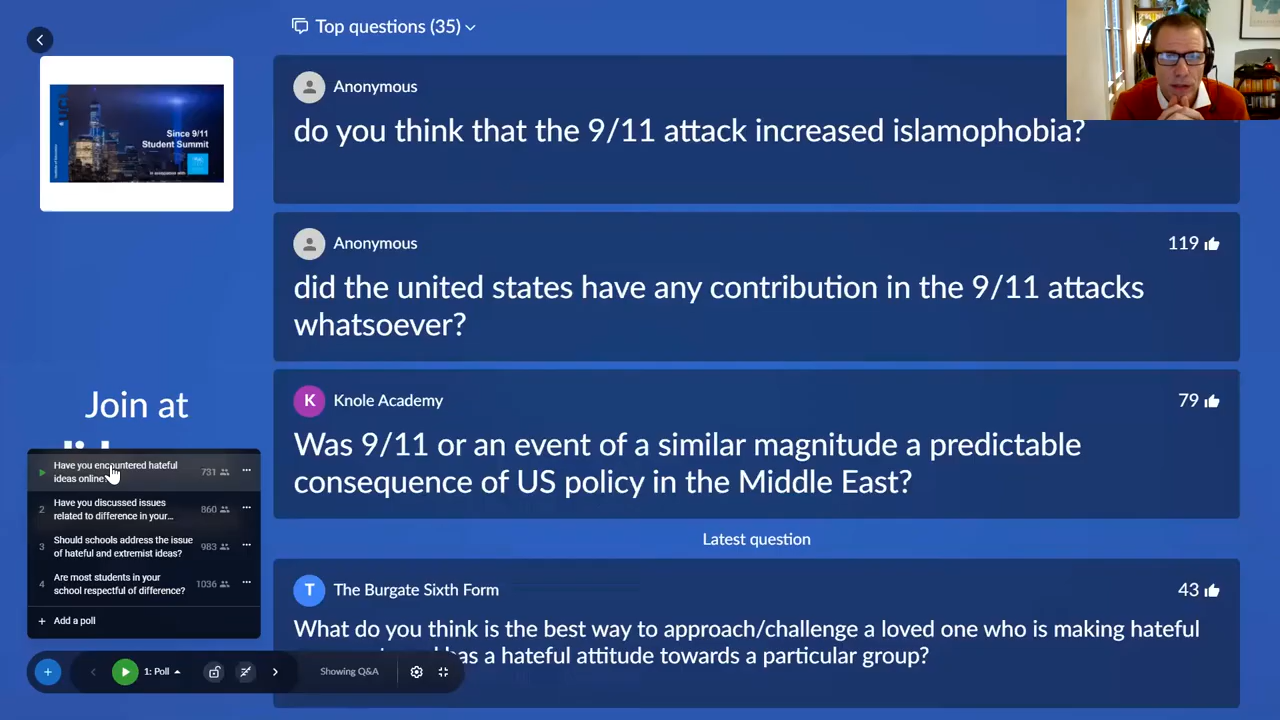 Top questions (35)
Anonymous
do you think that the 9/11 attack increased islamophobia?
Since 9/11
Student Summit
Anonymous
119
did the united states have any contribution in the 9/11 attacks
whatsoever?
K
Knole Academy
79
Was 9/11 or an event of a similar magnitude a predictable
consequence of US policy in the Middle East?
Join at
Have you encountered hateful
ideas online?
731
2
Have you discussed issues
related to difference in your...
860
3
Should schools address the issue
of hateful and extremist ideas?
983
4
Are most students in your
school respectful of difference?
1036
+ Add a poll
Latest question
T
The Burgate Sixth Form
43
What do you think is the best way to approach/challenge a loved one who is making hateful
has a hateful attitude towards a particular group?
1: Poll
Showing Q&A